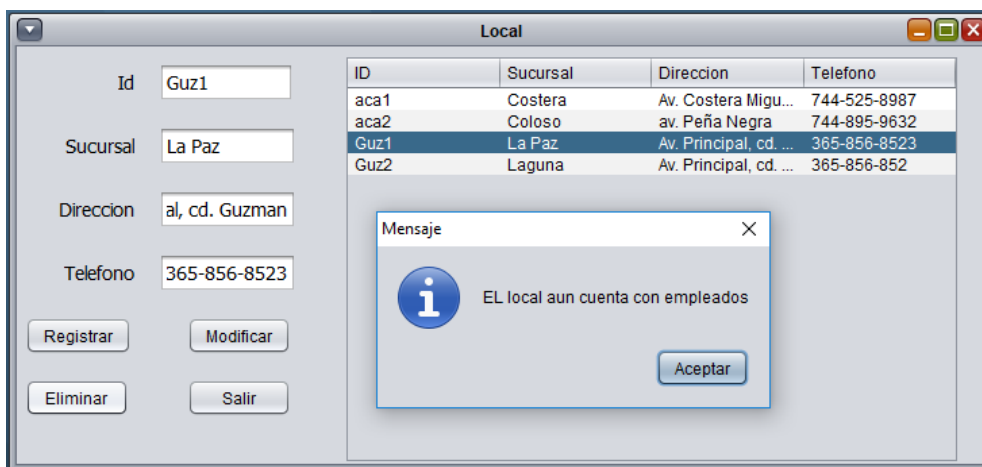 Local
Id Guz1
Sucursal La Paz
Direccion al, cd. Guzman
Telefono 365-856-8523
Registrar Modificar
Eliminar Salir
ID Sucursal Direccion Telefono
aca1 Costera Av. Costera Migu... 744-525-8987
aca2 Coloso av. Peña Negra 744-895-9632
Guz1 La Paz Av. Principal, cd. ... 365-856-8523
Guz2 Laguna Av. Principal, cd. ... 365-856-852
Mensaje
EL local aun cuenta con empleados
Aceptar